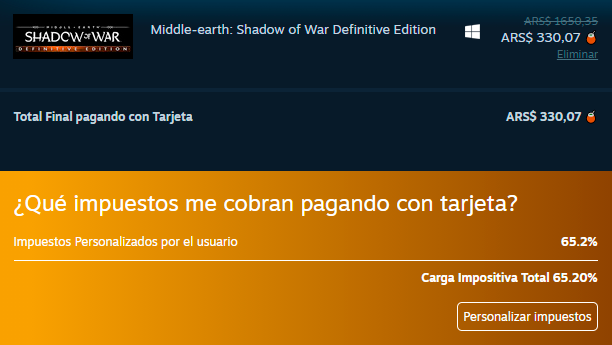 MIDDLE-EARTH
SHADOW OF WAR
DEFINITIVE EDITION
Middle-earth: Shadow of War Definitive Edition
ARS$ 1650,35
ARS$ 330,07
Eliminar
Total Final pagando con Tarjeta
ARS$ 330,07
¿Qué impuestos me cobran pagando con tarjeta?
Impuestos Personalizados por el usuario
65.2%
Carga Impositiva Total 65.20%
Personalizar impuestos